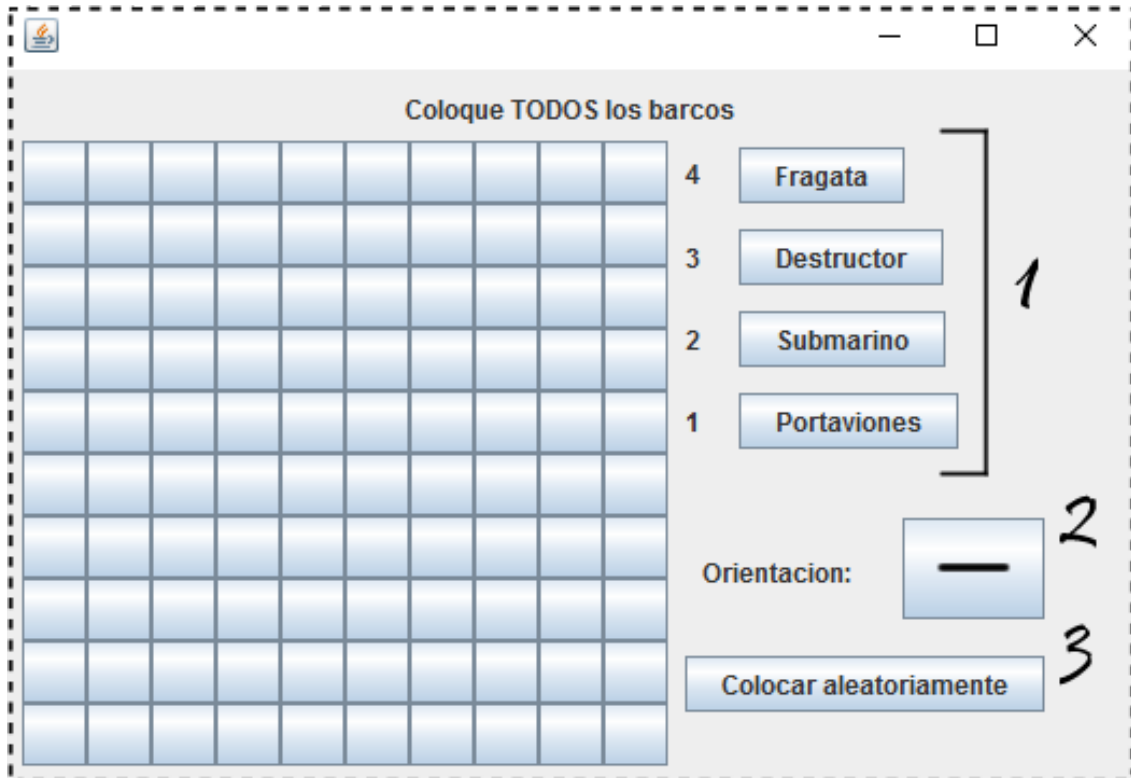 Coloque TODOS los barcos
4 Fragata
3 Destructor
1
2 Submarino
1 Portaviones
2
Orientacion:
3
Colocar aleatoriamente